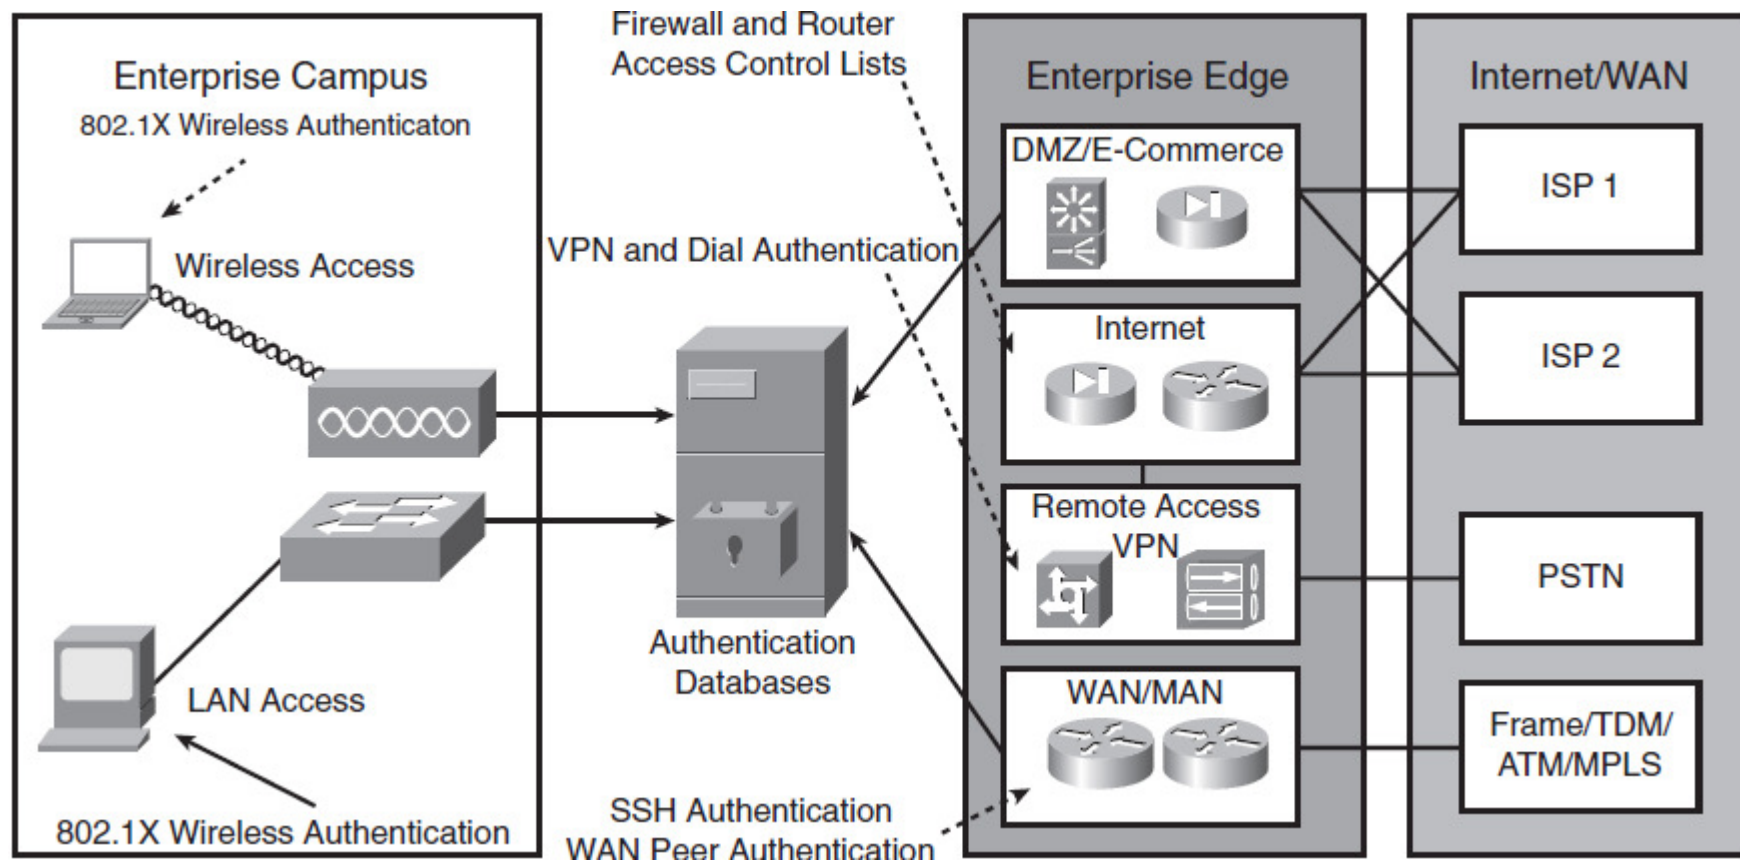 Enterprise Campus
802.1X Wireless Authenticaton
Wireless Access
LAN Access
802.1X Wireless Authentication
Firewall and Router
Access Control Lists
VPN and Dial Authentication
Authentication
Databases
SSH Authentication
WAN Peer Authentication
Enterprise Edge
DMZ/E-Commerce
Internet
Remote Access
VPN
WAN/MAN
Internet/WAN
ISP 1
ISP 2
PSTN
Frame/TDM/
ATM/MPLS